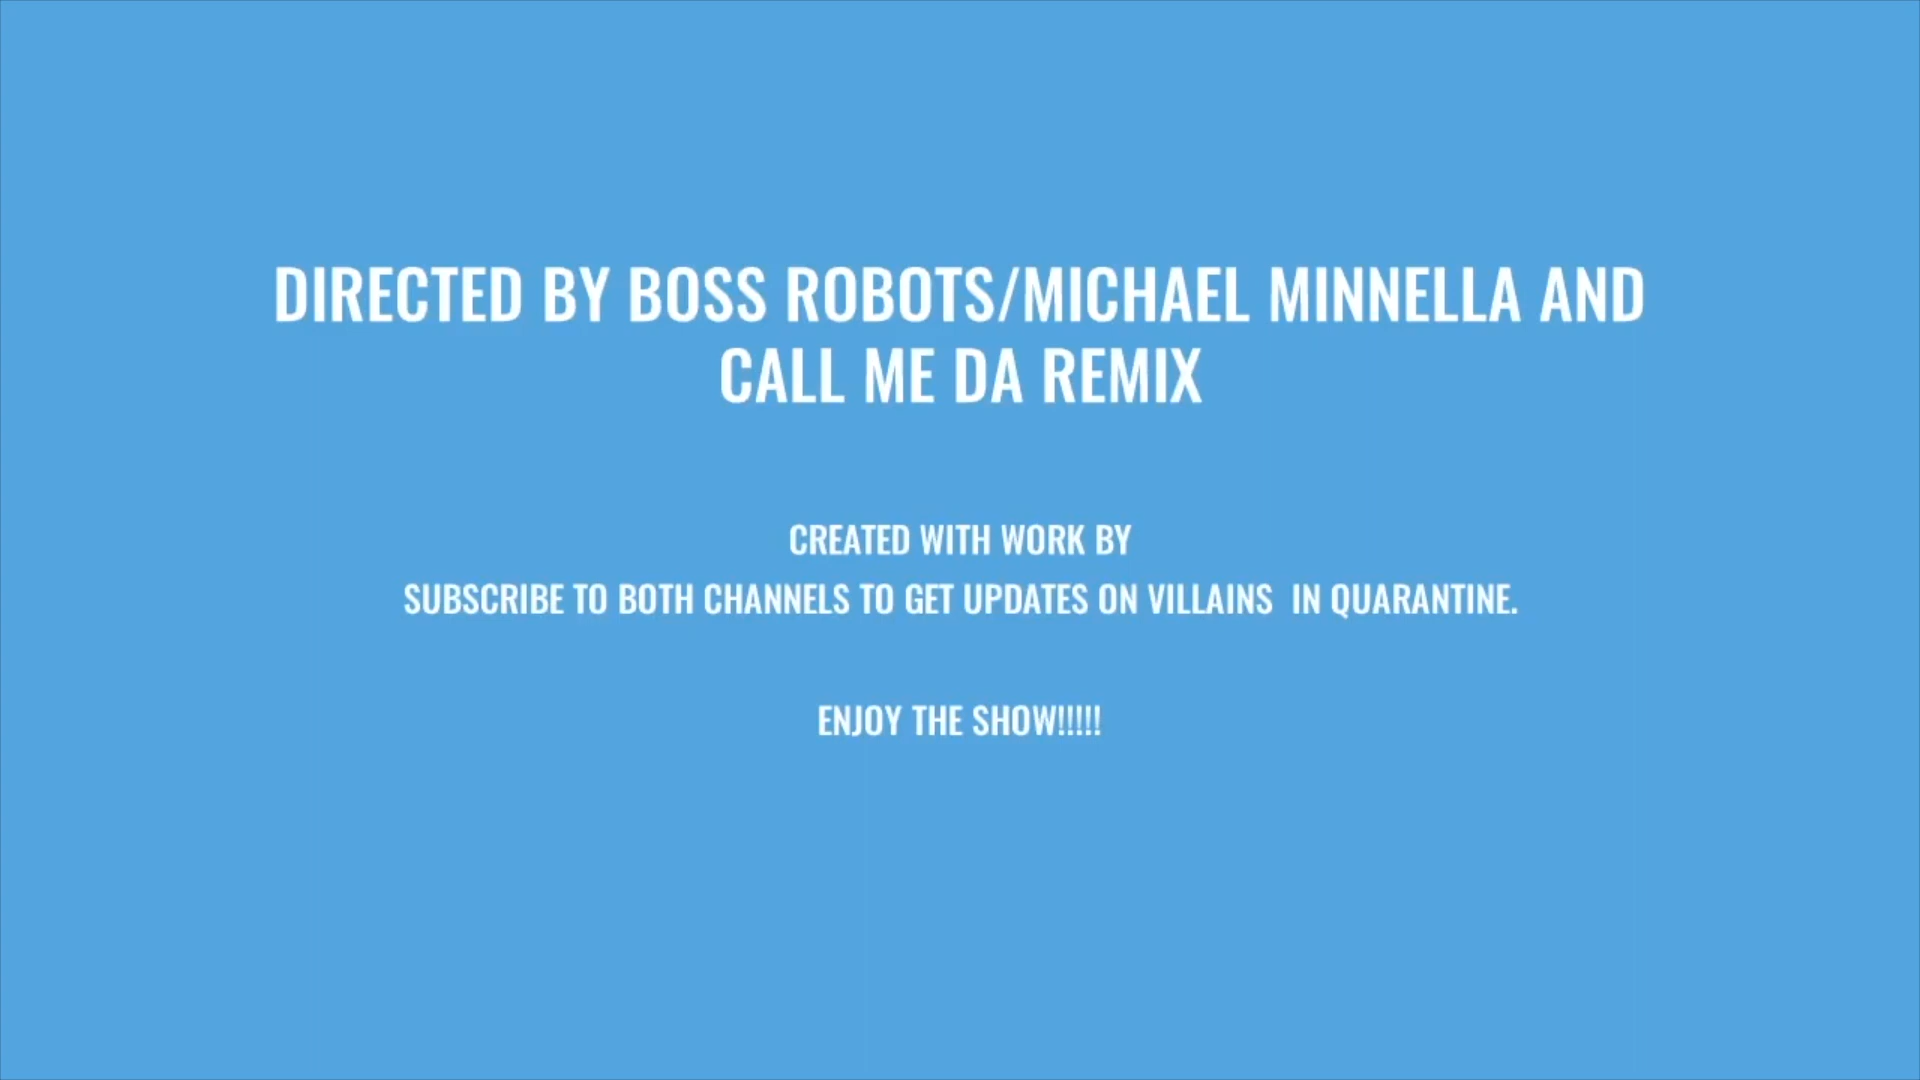 DIRECTED BY BOSS ROBOTS/MICHAEL MINNELLA AND
CALL ME DA REMIX
CREATED WITH WORK BY
SUBSCRIBE TO BOTH CHANNELS TO GET UPDATES ON VILLAINS  IN QUARANTINE.
ENJOY THE SHOW!!!!!